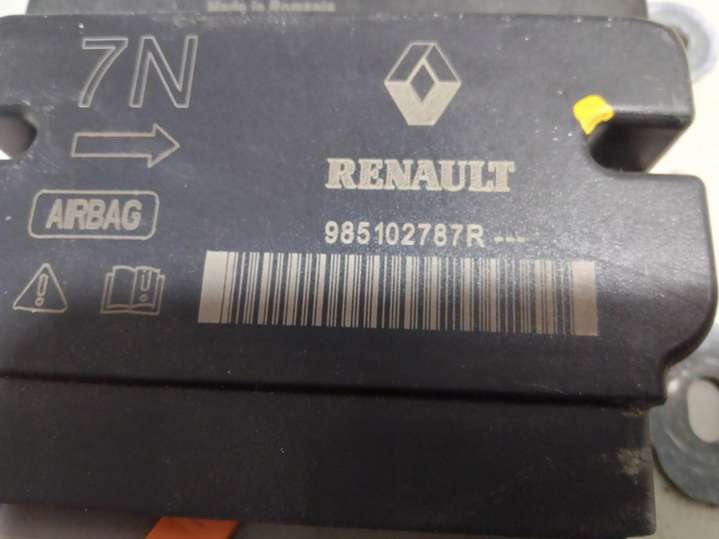 Made in Romania
7N
RENAULT
AIRBAG
985102787R ---